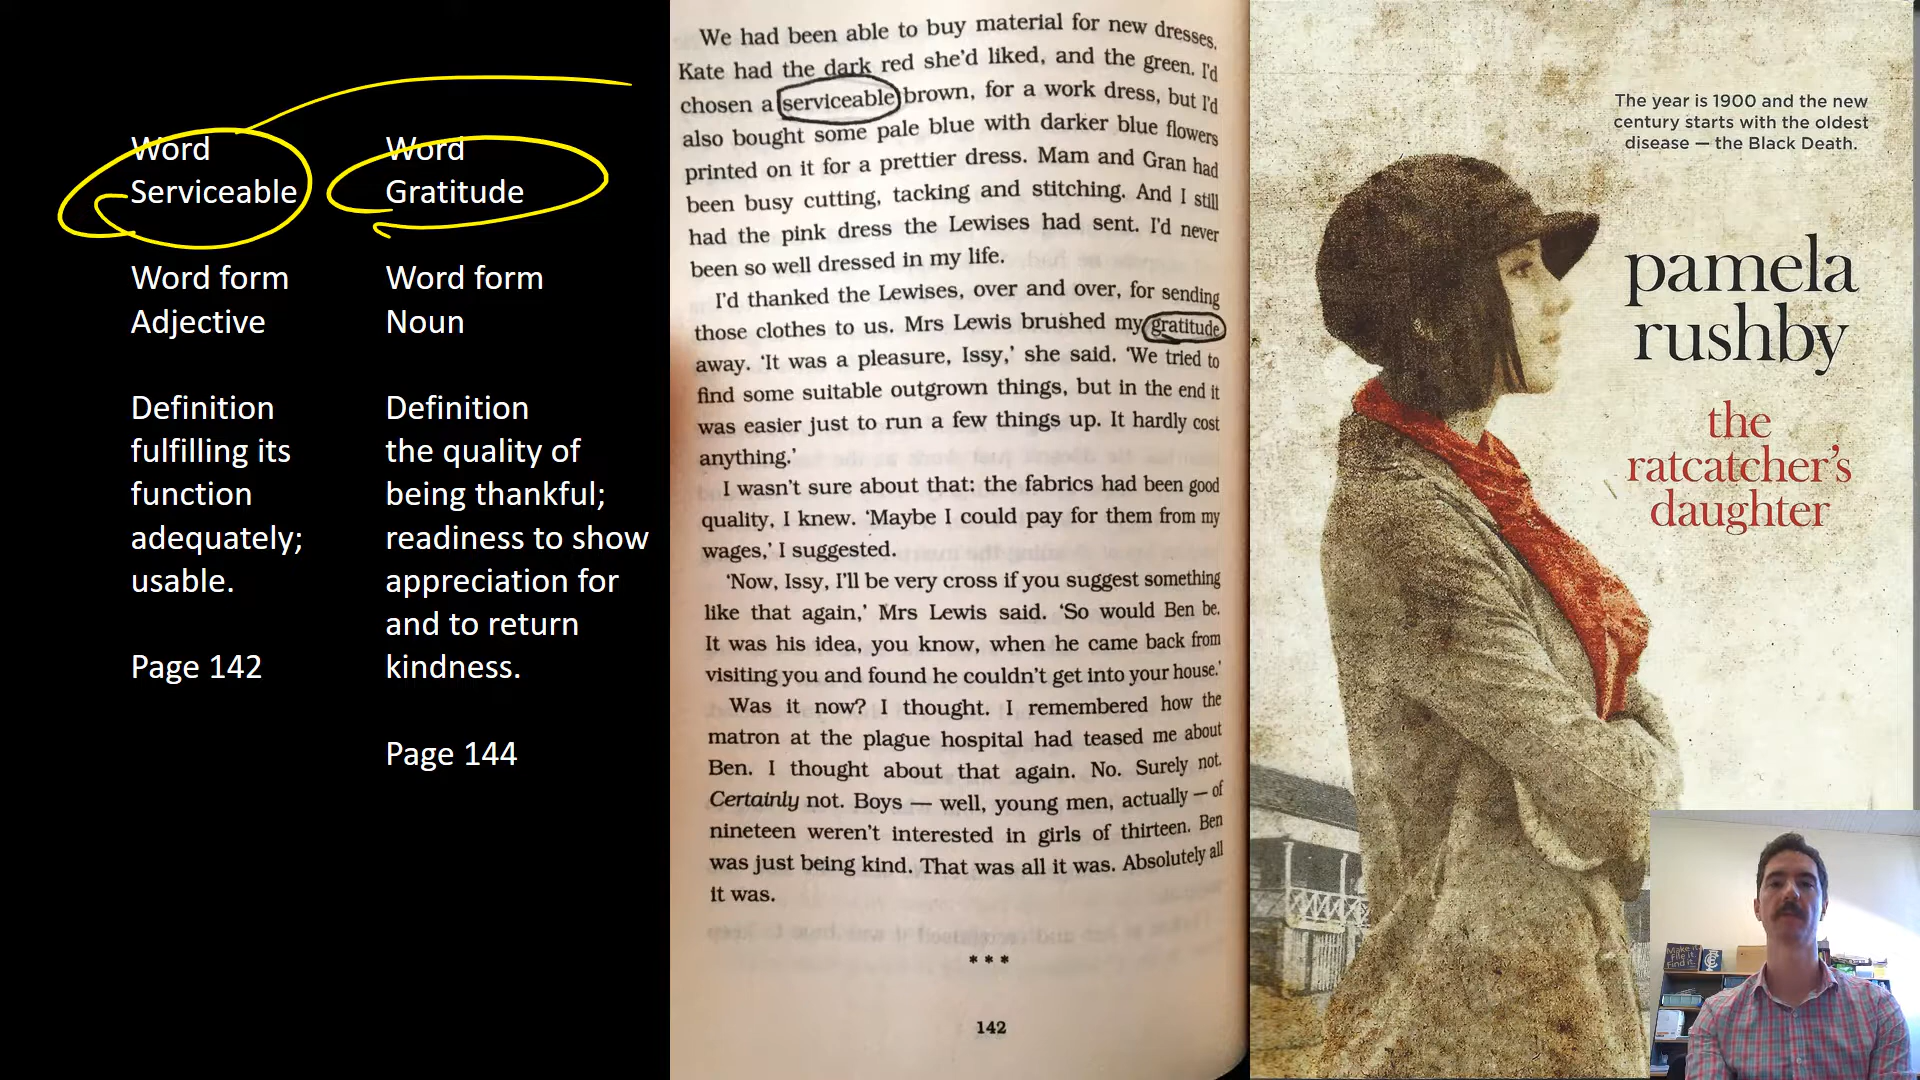 Word
Serviceable
Word form
Adjective
Definition
fulfilling its
function
adequately;
usable.
Page 142
Word
Gratitude
Word form
Noun
Definition
the quality of
being thankful;
readiness to show
appreciation for
and to return
kindness.
Page 144
We had been able to buy material for new dresses.
Kate had the dark red she’d liked, and the green. I’d
chosen a serviceable brown, for a work dress, but I’d
also bought some pale blue with darker blue flowers
printed on it for a prettier dress. Mam and Gran had
been busy cutting, tacking and stitching. And I still
had the pink dress the Lewises had sent. I’d never
been so well dressed in my life.
I’d thanked the Lewises, over and over, for sending
those clothes to us. Mrs Lewis brushed my gratitude
away. ‘It was a pleasure, Issy,’ she said. ‘We tried to
find some suitable outgrown things, but in the end it
was easier just to run a few things up. It hardly cost
anything.’
I wasn’t sure about that: the fabrics had been good
quality, I knew. ‘Maybe I could pay for them from my
wages,’ I suggested.
‘Now, Issy, I’ll be very cross if you suggest something
like that again,’ Mrs Lewis said. ‘So would Ben be.
It was his idea, you know, when he came back from
visiting you and found he couldn’t get into your house.’
Was it now? I thought. I remembered how the
matron at the plague hospital had teased me about
Ben. I thought about that again. No. Surely not.
Certainly not. Boys — well, young men, actually — of
nineteen weren’t interested in girls of thirteen. Ben
was just being kind. That was all it was. Absolutely all
it was.
* * *
142
The year is 1900 and the new
century starts with the oldest
disease — the Black Death.
pamela
rushby
the
ratcatcher’s
daughter
Make it.
File it.
Find it.